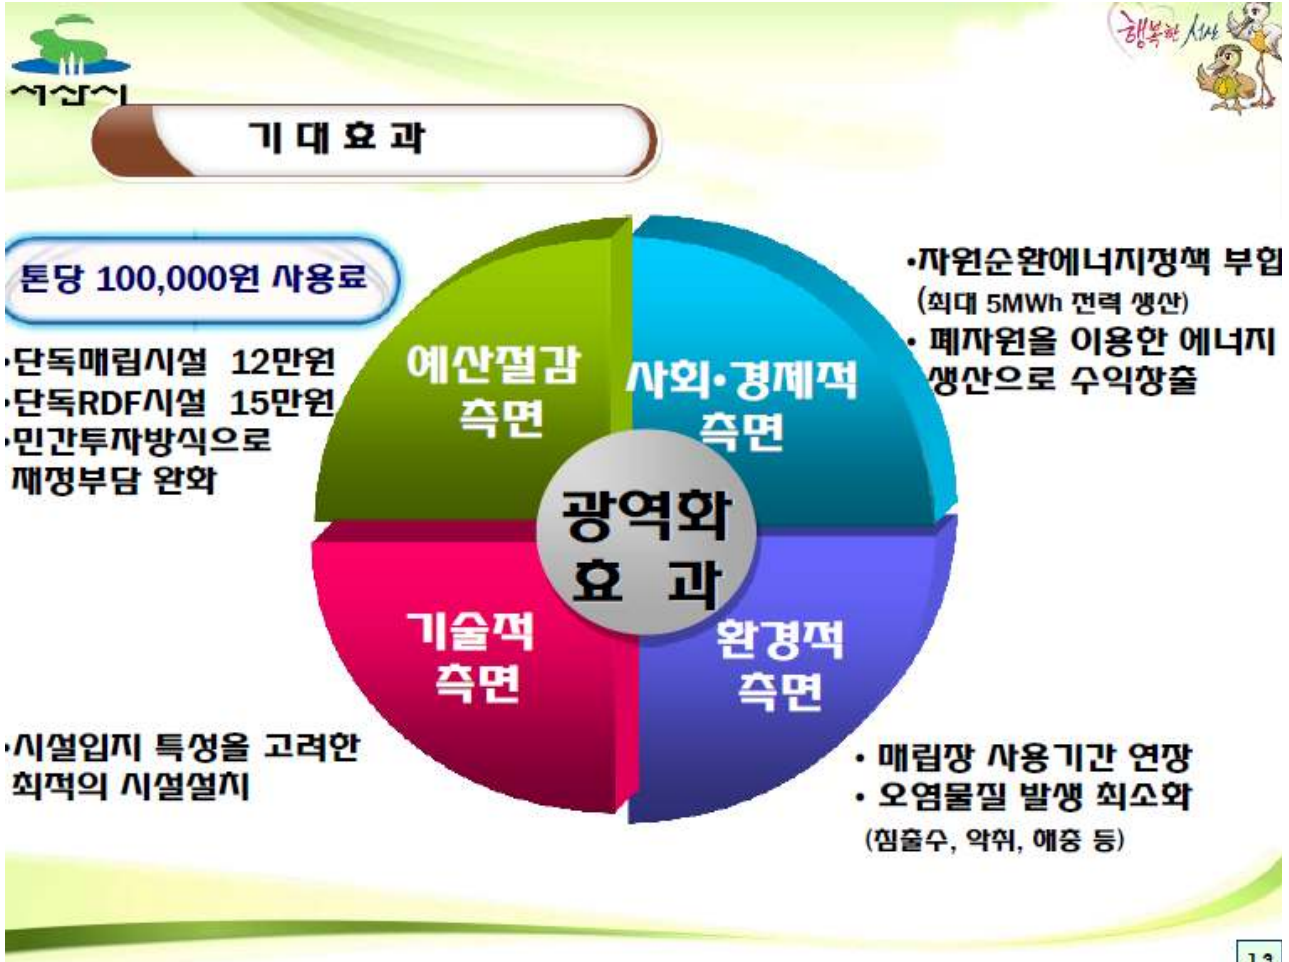 서산시
행복한 서산
기대효과
톤당 100,000원 사용료
•단독매립시설 12만원
•단독RDF시설 15만원
•민간투자방식으로
재정부담 완화
예산절감
측면
사회•경제적
측면
•자원순환에너지정책 부합
(최대 5MWh 전력 생산)
• 폐자원을 이용한 에너지
생산으로 수익창출
광역화
효 과
기술적
측면
환경적
측면
•시설입지 특성을 고려한
최적의 시설설치
• 매립장 사용기간 연장
• 오염물질 발생 최소화
(침출수, 악취, 해충 등)
13